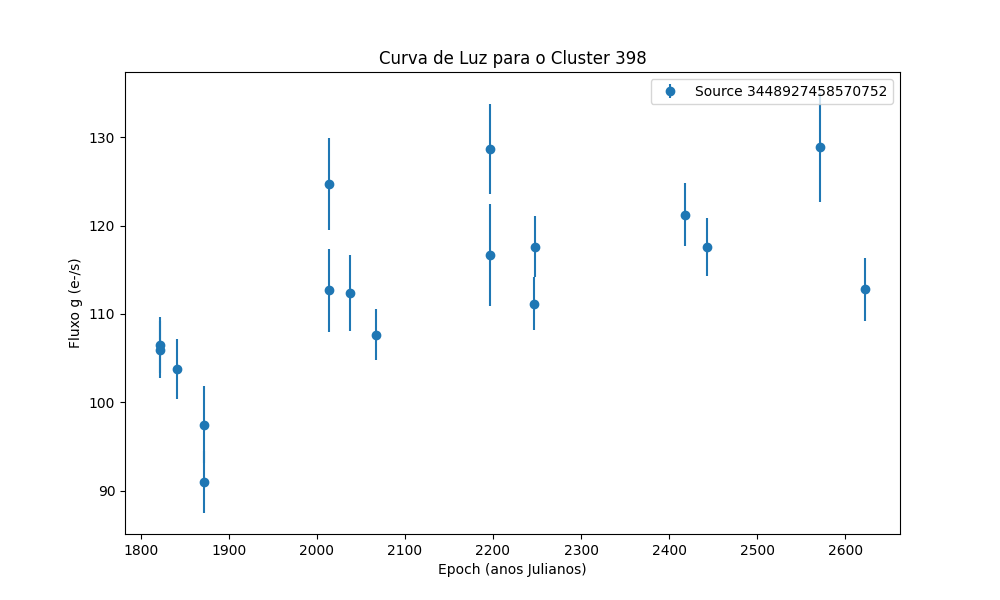 Curva de Luz para o Cluster 398
Source 3448927458570752
Fluxo g (e-/s)
130
120
110
100
90
1800 1900 2000 2100 2200 2300 2400 2500 2600
Epoch (anos Julianos)